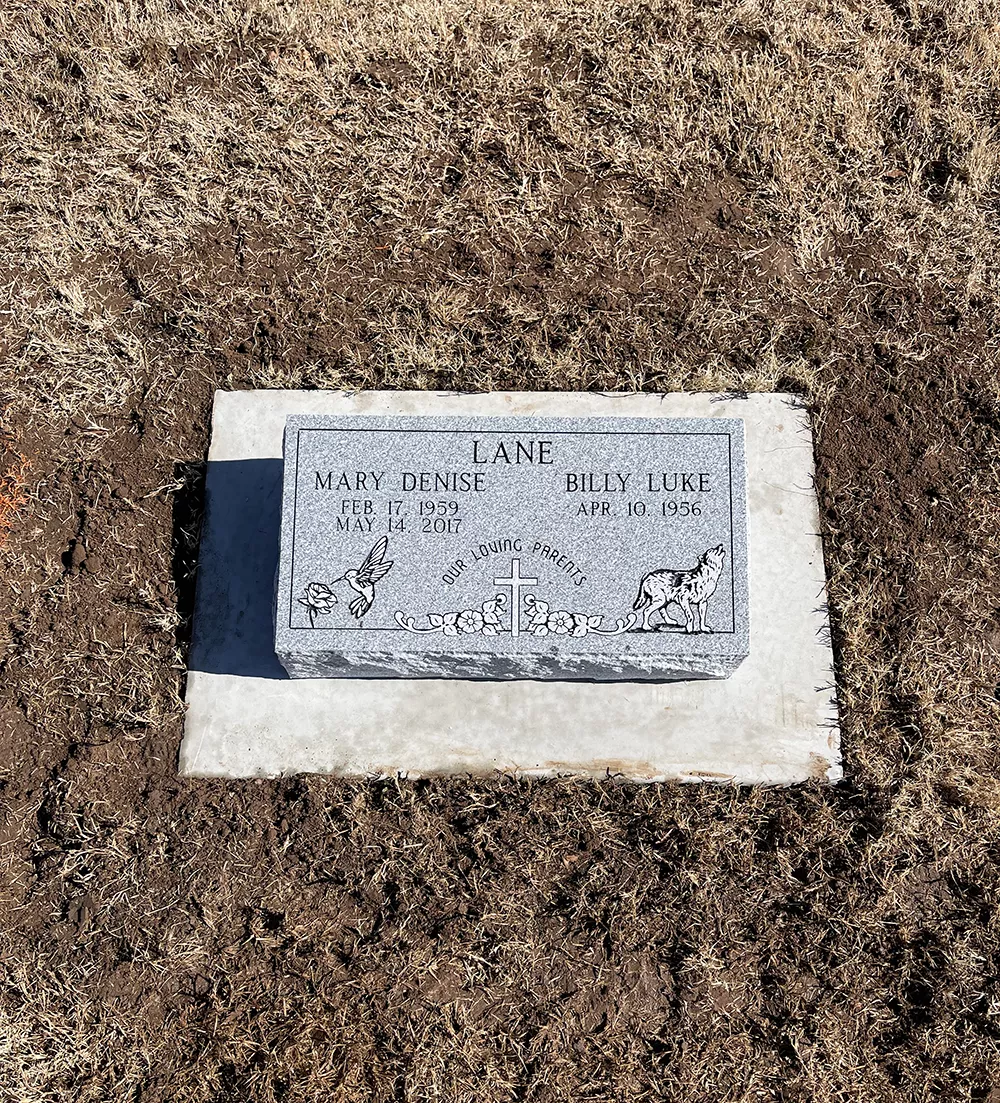 LANE
MARY DENISE
FEB. 17, 1959
MAY 14. 2017
BILLY LUKE
APR. 10. 1956
OUR LOVING PARENTS